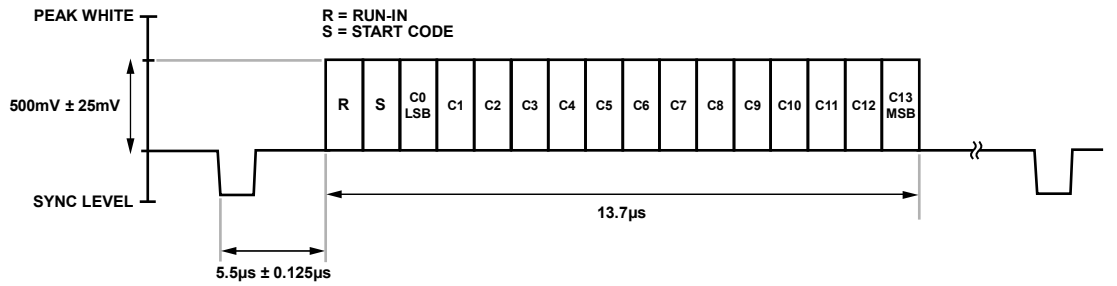 PEAK WHITE
R = RUN-IN
S = START CODE
500mV ± 25mV
R
S
C0
LSB
C1
C2
C3
C4
C5
C6
C7
C8
C9
C10
C11
C12
C13
MSB
SYNC LEVEL
13.7µs
5.5µs ± 0.125µs